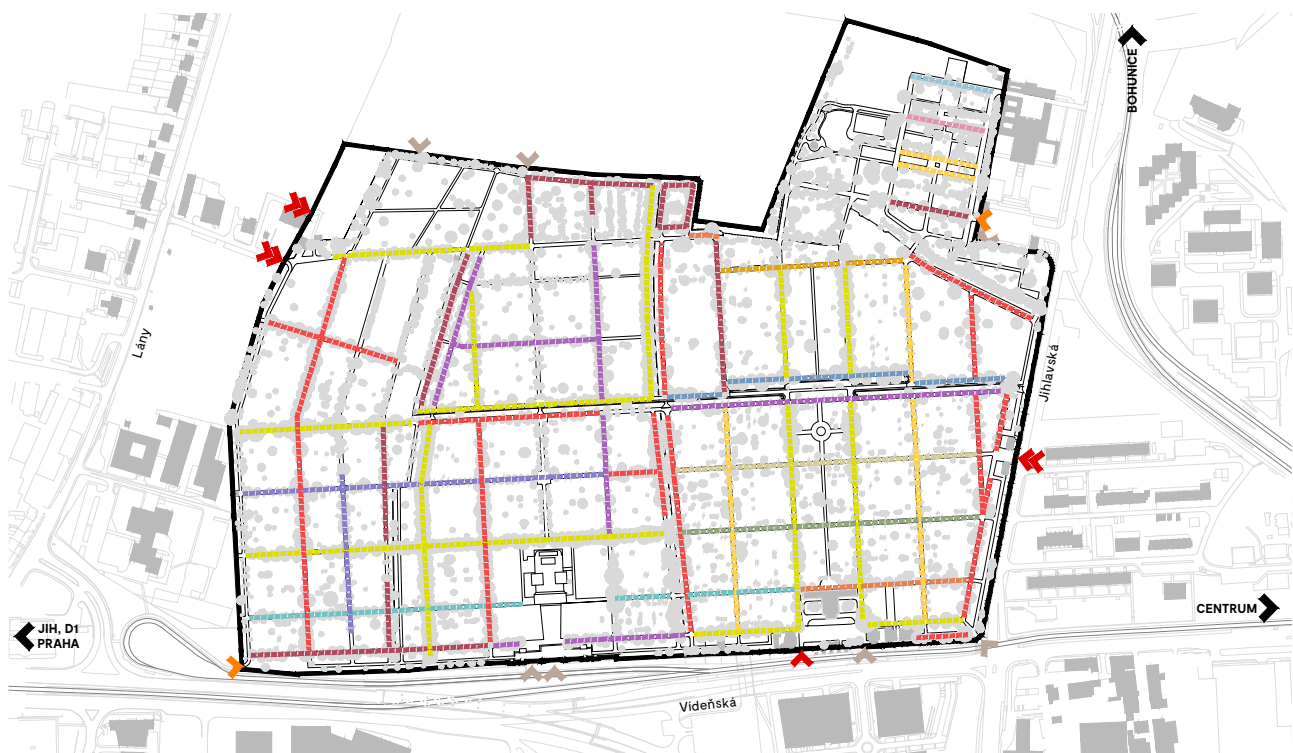 BOHUNICE
Lány
Jihlavská
CENTRUM
JIH, D1
PRAHA
Vídeňská